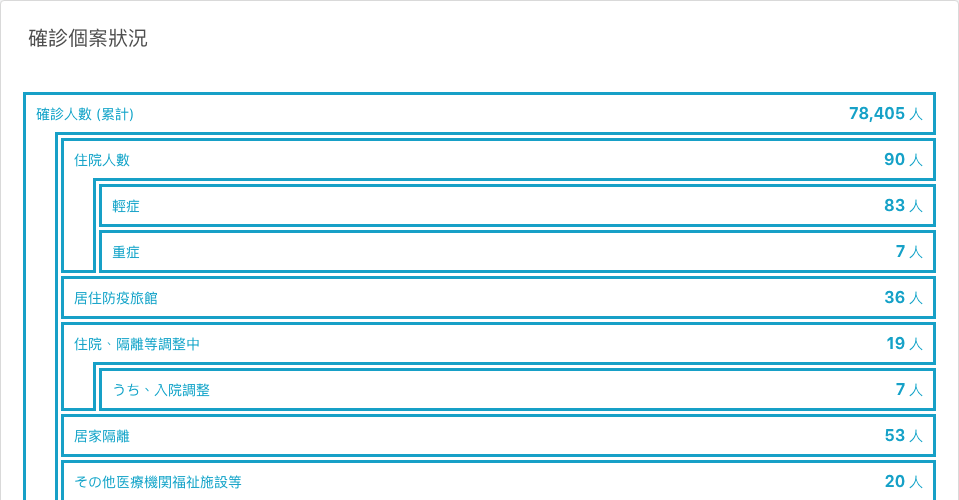 確診個案狀況
確診人數 (累計) 78,405 人
住院人數 90 人
輕症 83 人
重症 7 人
居住防疫旅館 36 人
住院、隔離等調整中 19 人
うち、入院調整 7 人
居家隔離 53 人
その他医療機関福祉施設等 20 人